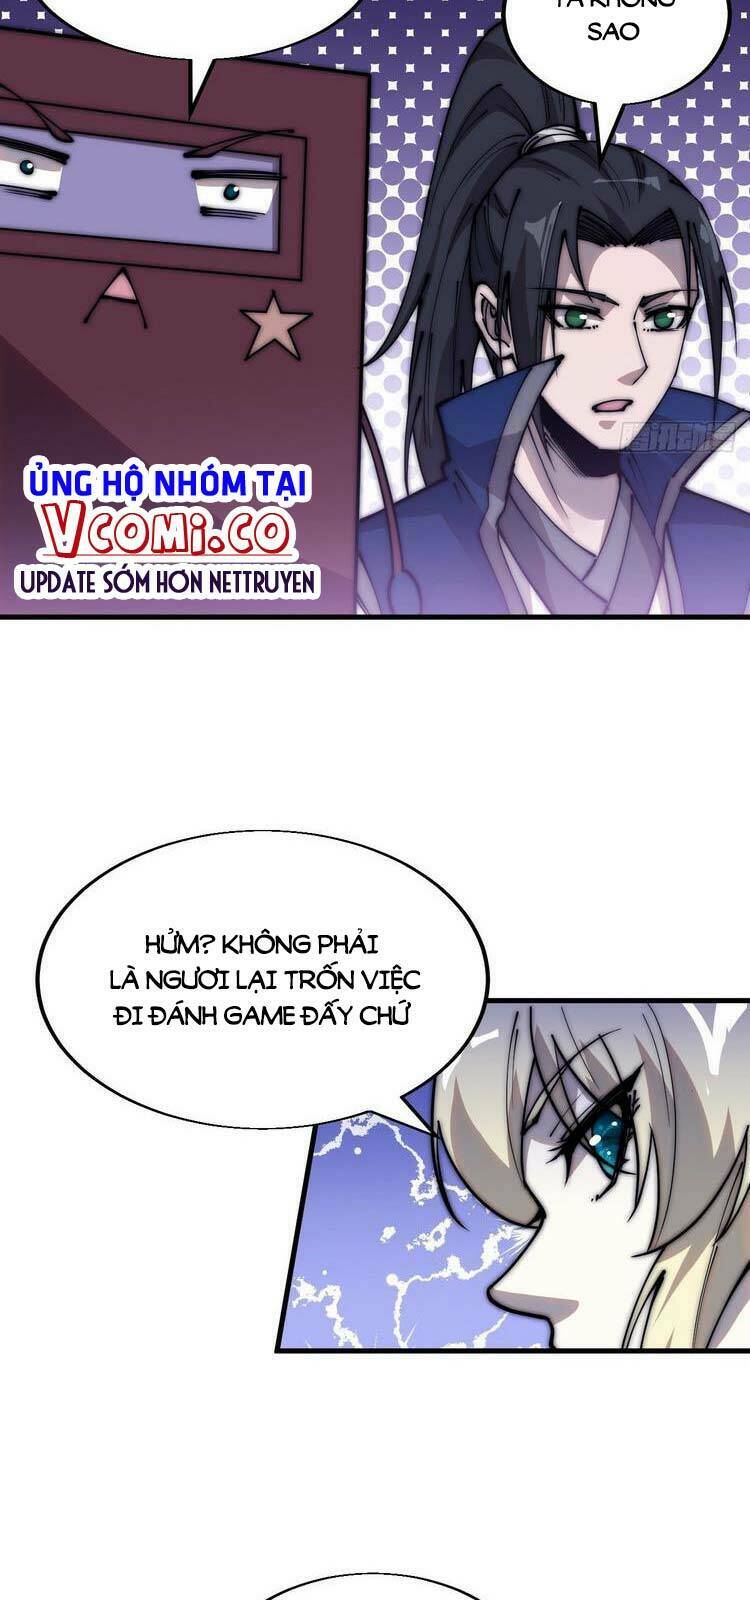 TA KHÔNG
SAO
ỦNG HỘ NHÓM TẠI
VCOMI.CO
UPDATE SỚM HƠN NETTRUYEN
HỬM? KHÔNG PHẢI
LÀ NGƯƠI LẠI TRỐN VIỆC
ĐI ĐÁNH GAME ĐẤY CHỨ